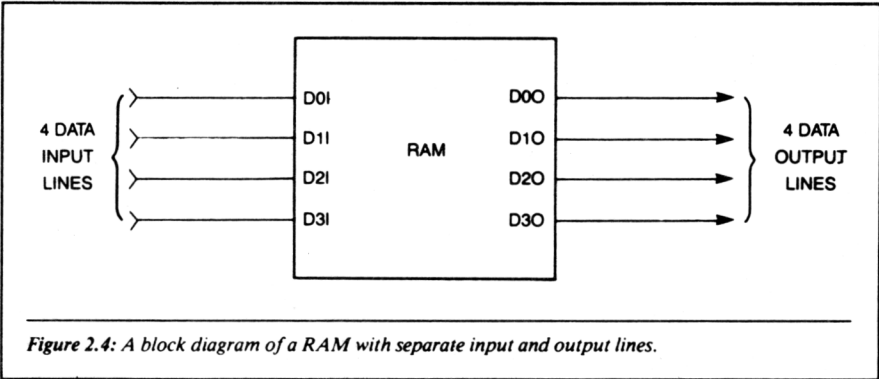 4 DATA
INPUT
LINES
D0I
D1I
D2I
D3I
RAM
D0O
D1O
D2O
D3O
4 DATA
OUTPUT
LINES
Figure 2.4: A block diagram of a RAM with separate input and output lines.